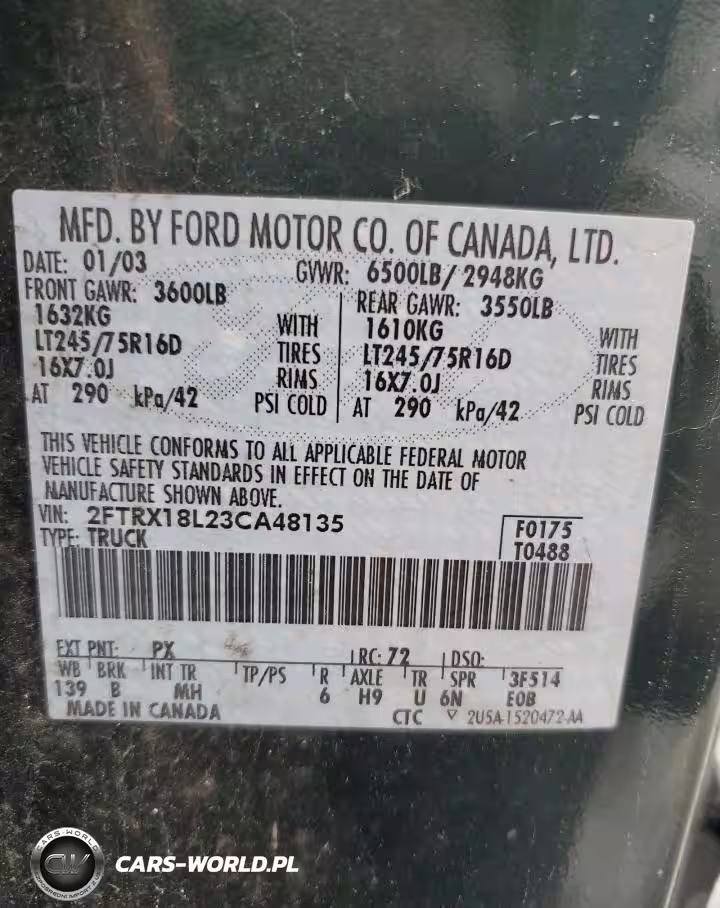 MFD. BY FORD MOTOR CO. OF CANADA, LTD.
DATE: 01/03 GVWR: 6500LB/ 2948KG
FRONT GAWR: 3600LB REAR GAWR: 3550LB
1632KG WITH 1610KG WITH
LT245/75R16D TIRES LT245/75R16D TIRES
16X7.0J RIMS 16X7.0J RIMS
AT 290 kPa/42 PSI COLD AT 290 kPa/42 PSI COLD
THIS VEHICLE CONFORMS TO ALL APPLICABLE FEDERAL MOTOR
VEHICLE SAFETY STANDARDS IN EFFECT ON THE DATE OF
MANUFACTURE SHOWN ABOVE.
VIN: 2FTRX18L23CA48135 F0175
TYPE: TRUCK T0488
EXT PNT: PX RC: 72 DSO:
WB BRK INT TR TP/PS R AXLE TR SPR 3F514
139 B MH 6 H9 U 6N E0B
MADE IN CANADA CTC 2U5A-1520472-AA
CARS-WORLD
CW
CARS-WORLD.PL